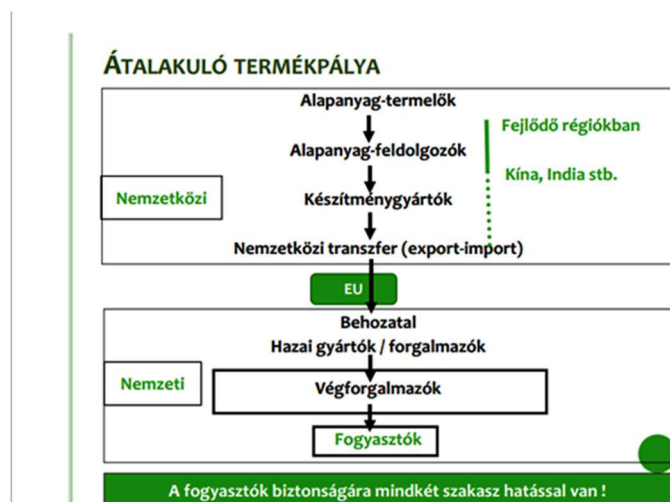 ÁTALAKULÓ TERMÉKPÁLYA
Alapanyag-termelők
Fejlődő régiókban
Alapanyag-feldolgozók
Kína, India stb.
Nemzetközi
Készítménygyártók
Nemzetközi transzfer (export-import)
EU
Behozatal
Hazai gyártók / forgalmazók
Nemzeti
Végforgalmazók
Fogyasztók
A fogyasztók biztonságára mindkét szakasz hatással van !